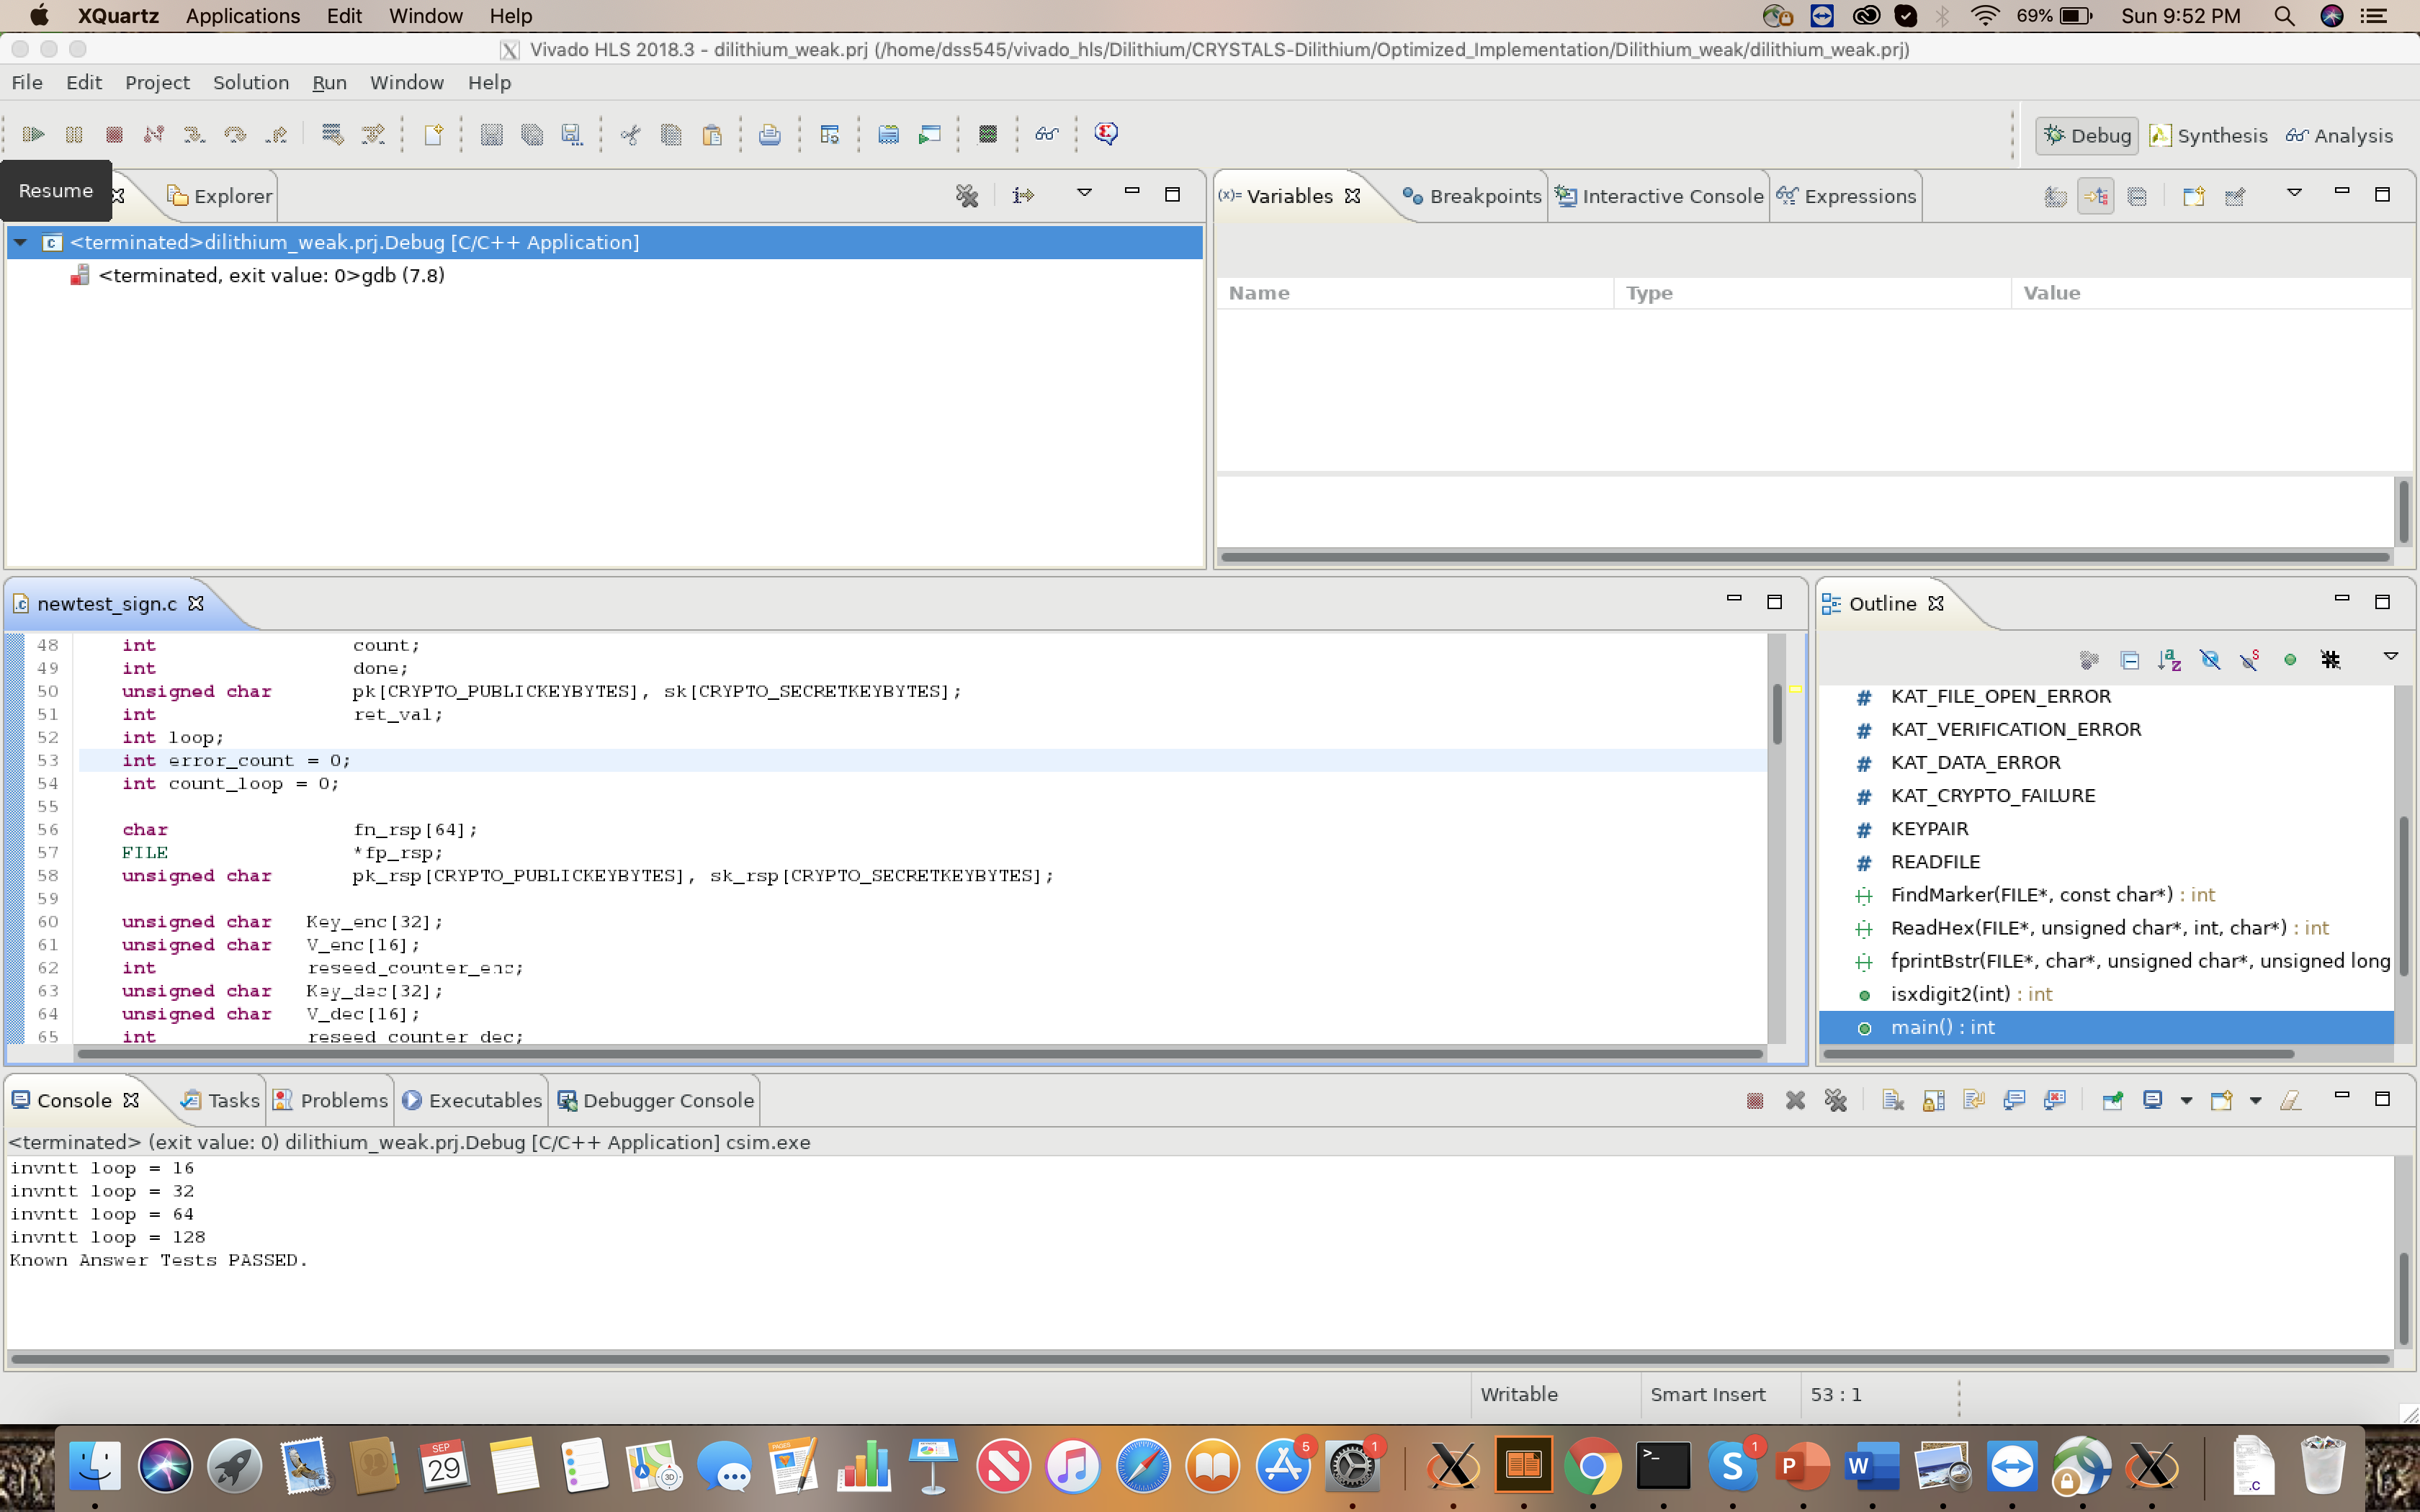 XQuartz Applications Edit Window Help 69% Sun 9:52 PM
Vivado HLS 2018.3 - dilithium_weak.prj (/home/dss545/vivado_hls/Dilithium/CRYSTALS-Dilithium/Optimized_Implementation/Dilithium_weak/dilithium_weak.prj)
File Edit Project Solution Run Window Help
Debug Synthesis Analysis
Resume Explorer
(x)= Variables Breakpoints Interactive Console Expressions
<terminated>dilithium_weak.prj.Debug [C/C++ Application]
<terminated, exit value: 0>gdb (7.8)
Name Type Value
newtest_sign.c
Outline
48 int count;
49 int done;
50 unsigned char pk[CRYPTO_PUBLICKEYBYTES], sk[CRYPTO_SECRETKEYBYTES];
51 int ret_val;
52 int loop;
53 int error_count = 0;
54 int count_loop = 0;
55
56 char fn_rsp[64];
57 FILE *fp_rsp;
58 unsigned char pk_rsp[CRYPTO_PUBLICKEYBYTES], sk_rsp[CRYPTO_SECRETKEYBYTES];
59
60 unsigned char Key_enc[32];
61 unsigned char V_enc[16];
62 int reseed_counter_enc;
63 unsigned char Key_dec[32];
64 unsigned char V_dec[16];
65 int reseed_counter_dec;
KAT_FILE_OPEN_ERROR
KAT_VERIFICATION_ERROR
KAT_DATA_ERROR
KAT_CRYPTO_FAILURE
KEYPAIR
READFILE
FindMarker(FILE*, const char*) : int
ReadHex(FILE*, unsigned char*, int, char*) : int
fprintBstr(FILE*, char*, unsigned char*, unsigned long
isxdigit2(int) : int
main() : int
Console Tasks Problems Executables Debugger Console
<terminated> (exit value: 0) dilithium_weak.prj.Debug [C/C++ Application] csim.exe
invntt loop = 16
invntt loop = 32
invntt loop = 64
invntt loop = 128
Known Answer Tests PASSED.
Writable Smart Insert 53 : 1
SEP
29
3D
PAGES
5
1
>_
S
1
P
W
.C